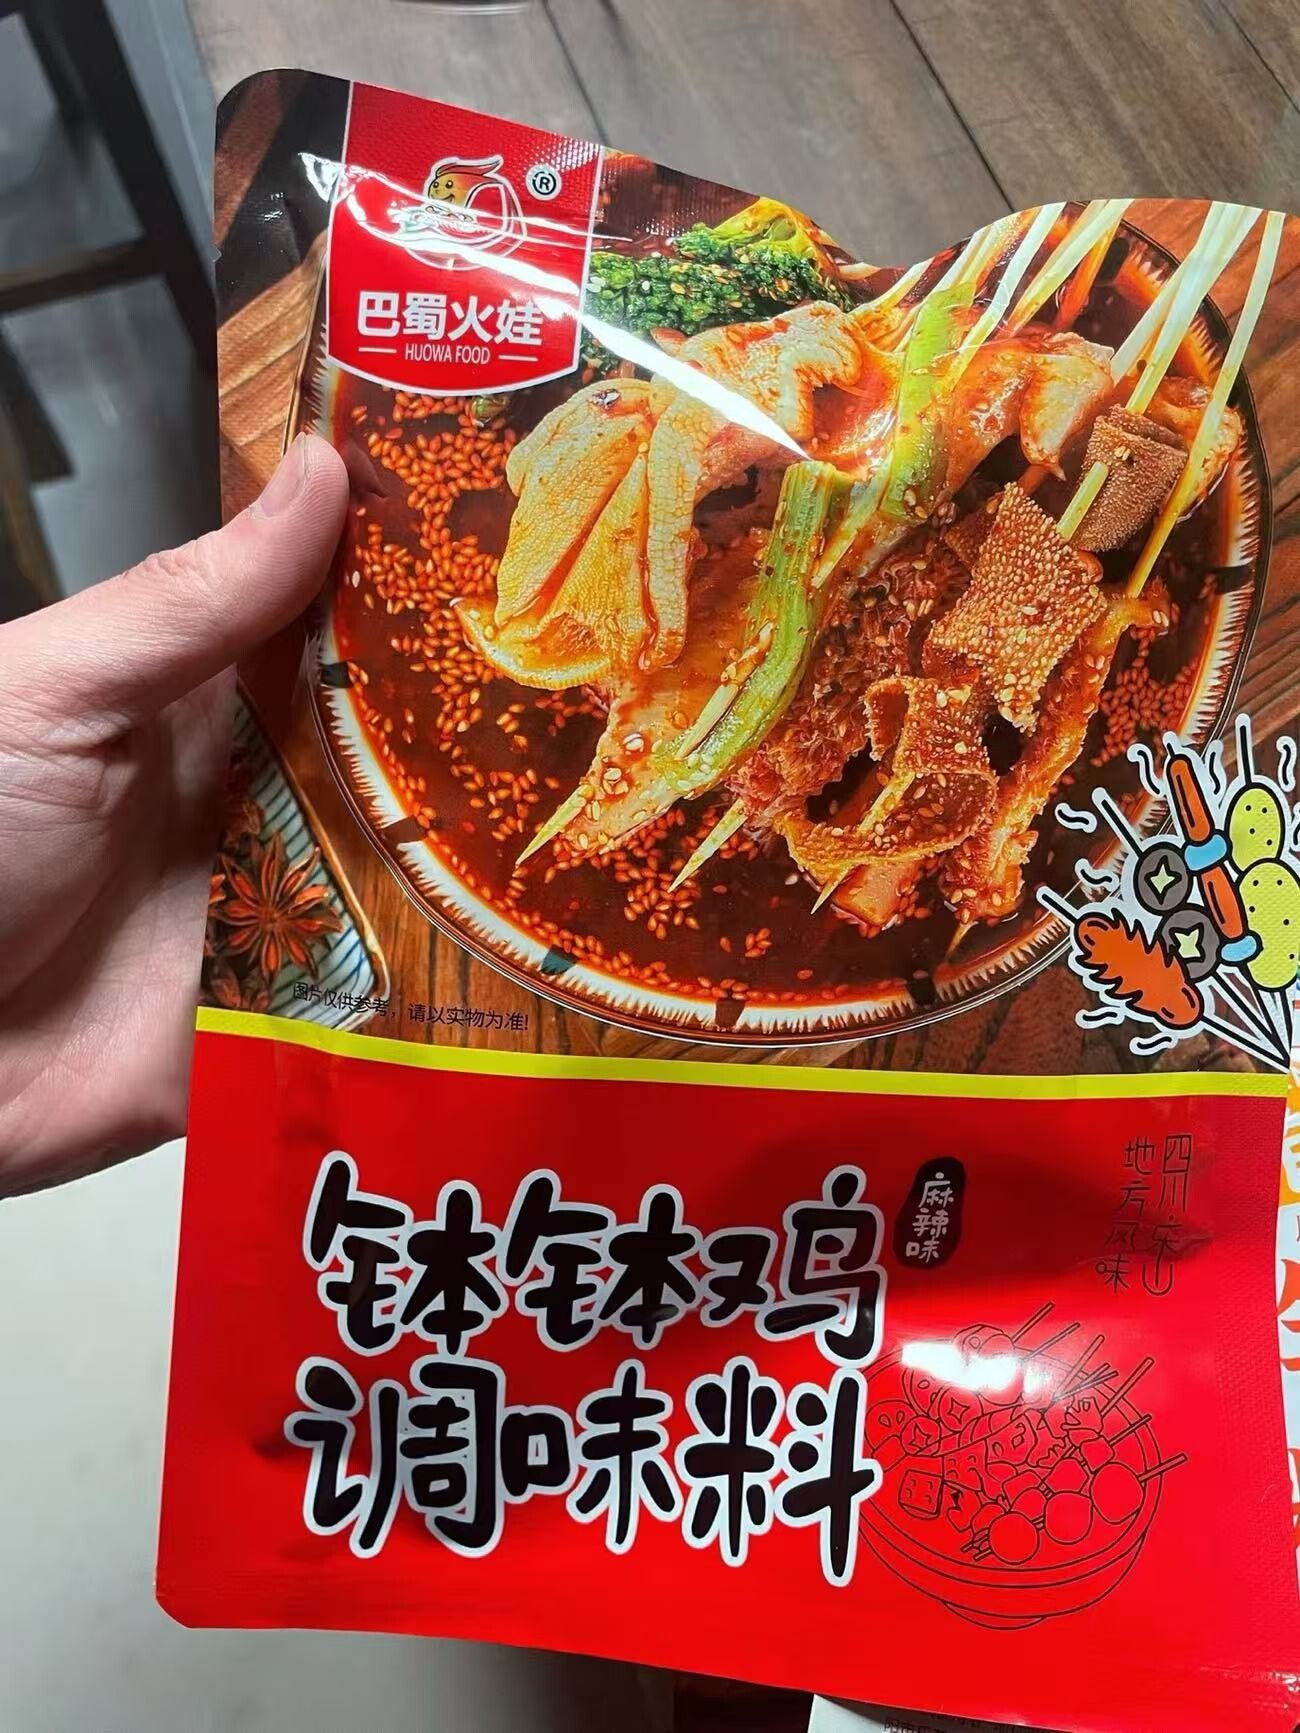 ®
巴蜀火娃
HUOWA FOOD
图片仅供参考，请以实物为准!
钵钵鸡
调味料
麻辣味
四川乐山
地方风味